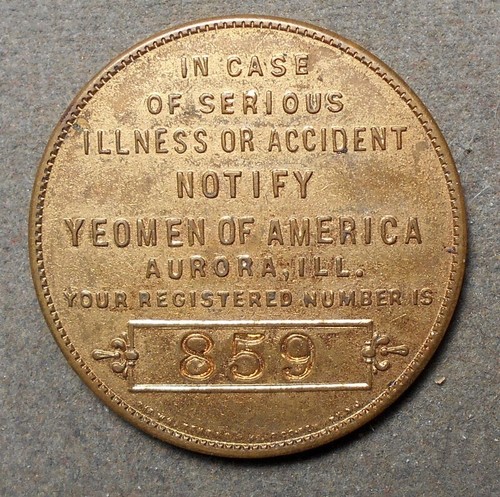 IN CASE
OF SERIOUS
ILLNESS OR ACCIDENT
NOTIFY
YEOMEN OF AMERICA
AURORA, ILL.
YOUR REGISTERED NUMBER IS
859